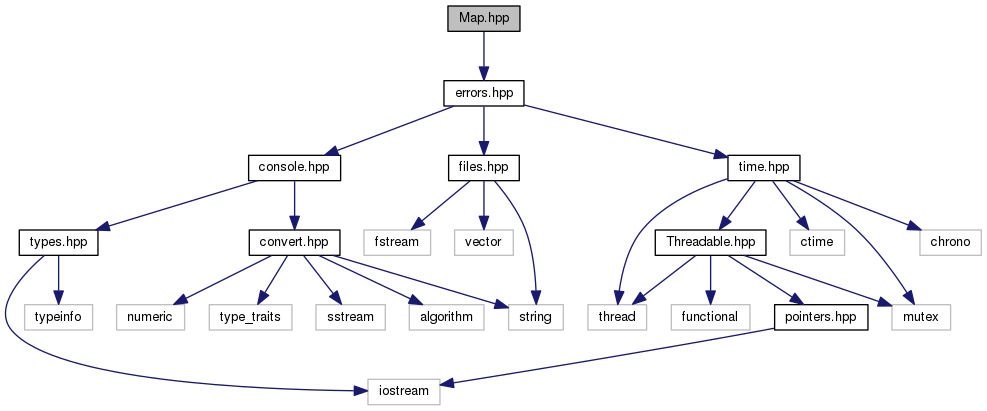 Map.hpp
errors.hpp
console.hpp
files.hpp
time.hpp
types.hpp
convert.hpp
fstream
vector
Threadable.hpp
ctime
chrono
typeinfo
numeric
type_traits
sstream
algorithm
string
thread
functional
pointers.hpp
mutex
iostream